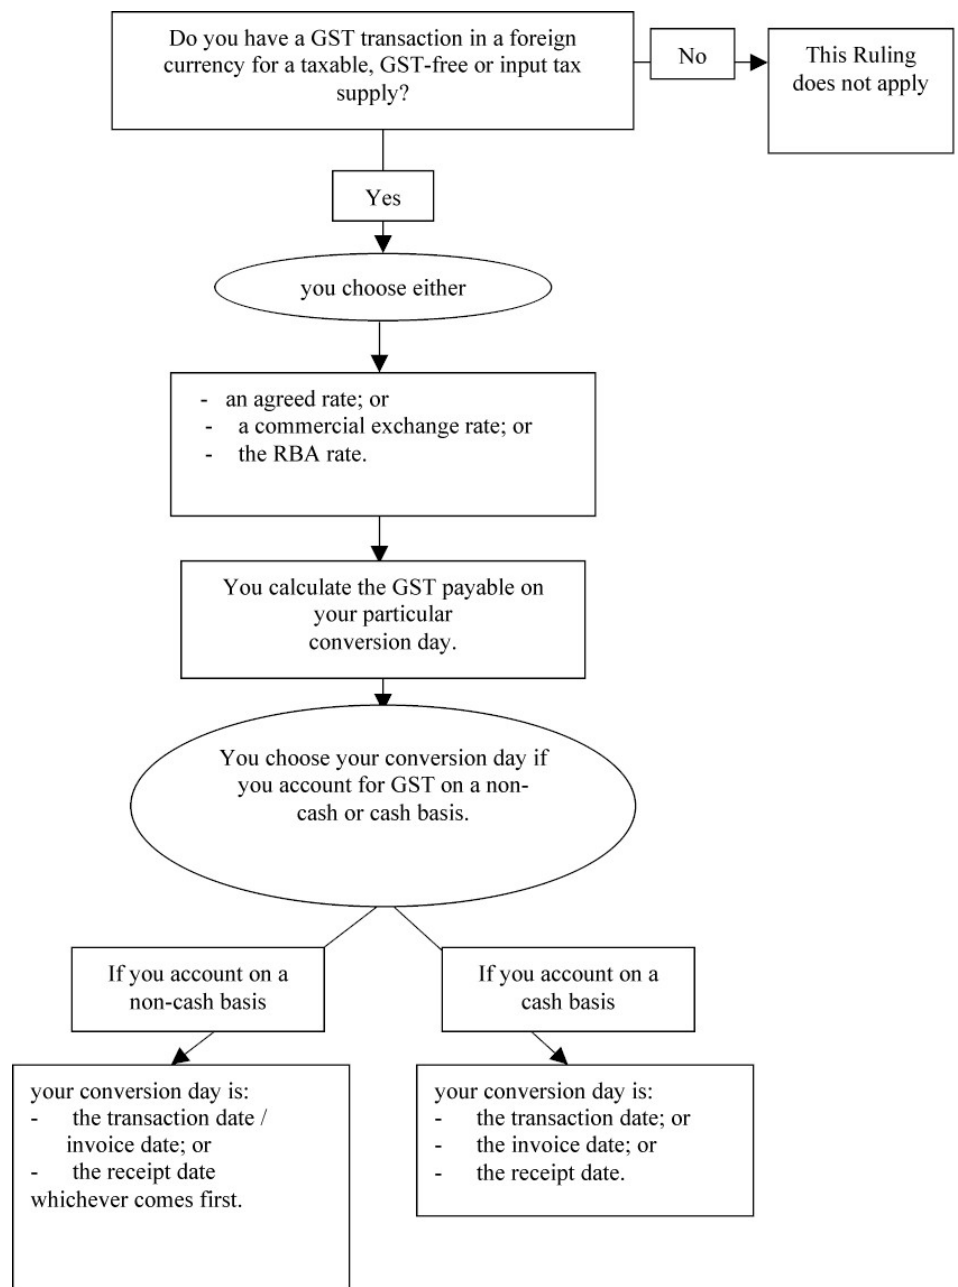 Do you have a GST transaction in a foreign
currency for a taxable, GST-free or input tax
supply?
No
This Ruling
does not apply
Yes
you choose either
- an agreed rate; or
- a commercial exchange rate; or
- the RBA rate.
You calculate the GST payable on
your particular
conversion day.
You choose your conversion day if
you account for GST on a non-
cash or cash basis.
If you account on a
non-cash basis
If you account on a
cash basis
your conversion day is:
- the transaction date /
invoice date; or
- the receipt date
whichever comes first.
your conversion day is:
- the transaction date; or
- the invoice date; or
- the receipt date.